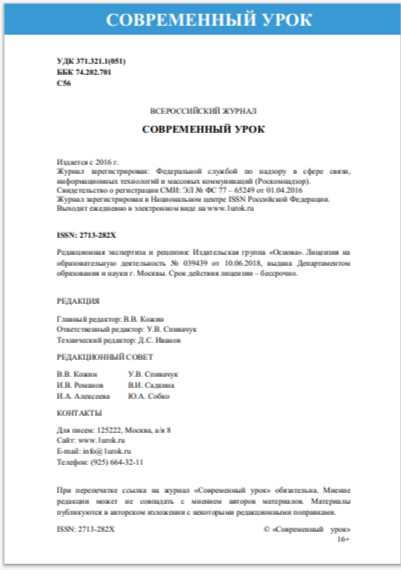 СОВРЕМЕННЫЙ УРОК
УДК 371.321.1(051)
ББК 74.202.701
С56
ВСЕРОССИЙСКИЙ ЖУРНАЛ
СОВРЕМЕННЫЙ УРОК
Издается с 2016 г.
Журнал зарегистрирован: Федеральной службой по надзору в сфере связи,
информационных технологий и массовых коммуникаций (Роскомнадзор).
Свидетельство о регистрации СМИ: ЭЛ № ФС 77 – 65249 от 01.04.2016
Журнал зарегистрирован в Национальном центре ISSN Российской Федерации.
Выходит ежедневно в электронном виде на www.1urok.ru
ISSN: 2713-282X
Редакционная экспертиза и рецензия: Издательская группа «Основа». Лицензия на
образовательную деятельность № 039439 от 10.06.2018, выдана Департаментом
образования и науки г. Москвы. Срок действия лицензии – бессрочно.
РЕДАКЦИЯ
Главный редактор: В.В. Кожин
Ответственный редактор: У.В. Спивачук
Технический редактор: Д.С. Иванов
РЕДАКЦИОННЫЙ СОВЕТ
В.В. Кожин У.В. Спивачук
И.В. Романов В.И. Садкина
И.А. Алексеева Ю.А. Собко
КОНТАКТЫ
Для писем: 125222, Москва, а/я 8
Сайт: www.1urok.ru
E-mail: info@1urok.ru
Телефон: (925) 664-32-11
При перепечатке ссылка на журнал «Современный урок» обязательна. Мнение
редакции может не совпадать с мнением авторов материалов. Материалы
публикуются в авторском изложении с некоторыми редакционными поправками.
ISSN: 2713-282X © «Современный урок»
16+